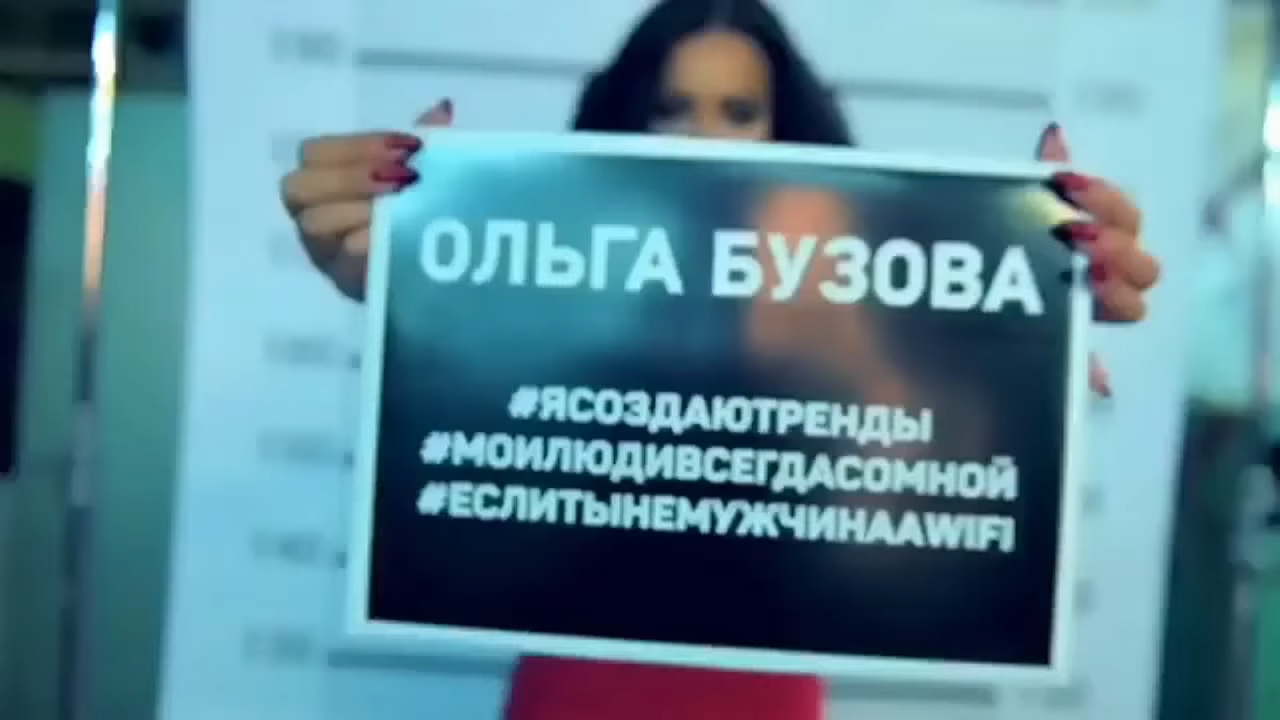 ОЛЬГА БУЗОВА
#ЯСОЗДАЮТРЕНДЫ
#МОИЛЮДИВСЕГДАСОМНОЙ
#ЕСЛИТЫНЕМУЖЧИНААWIFI